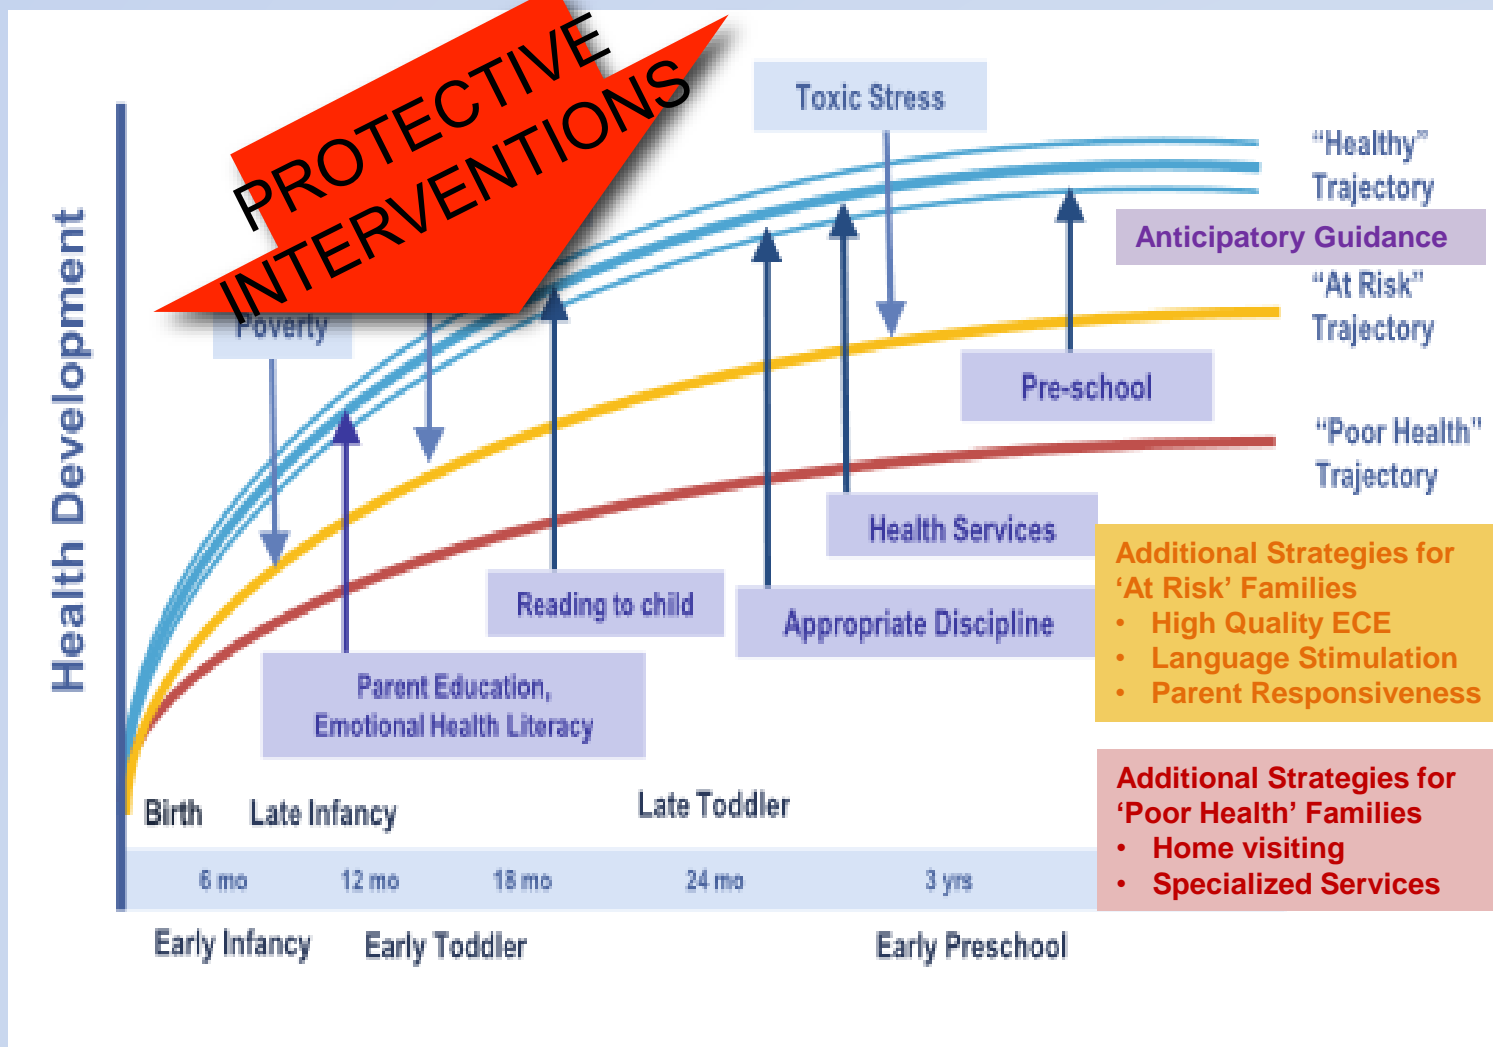 PROTECTIVE
INTERVENTIONS
Toxic Stress
Poverty
Health Development
"Healthy"
Trajectory
Anticipatory Guidance
"At Risk"
Trajectory
Pre-school
"Poor Health"
Trajectory
Health Services
Reading to child
Appropriate Discipline
Parent Education,
Emotional Health Literacy
Additional Strategies for
‘At Risk’ Families
• High Quality ECE
• Language Stimulation
• Parent Responsiveness
Additional Strategies for
‘Poor Health’ Families
• Home visiting
• Specialized Services
Birth
Late Infancy
Late Toddler
6 mo
12 mo
18 mo
24 mo
3 yrs
Early Infancy
Early Toddler
Early Preschool